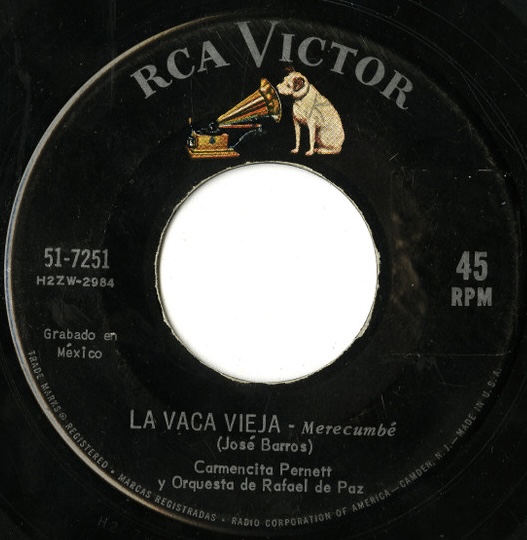 RCA VICTOR
51-7251
H2ZW-2984
45
RPM
Grabado en
México
LA VACA VIEJA - Merecumbé
(José Barros)
Carmencita Pernett
y Orquesta de Rafael de Paz
TRADE MARKS ® REGISTERED • MARCAS REGISTRADAS • RADIO CORPORATION OF AMERICA—CAMDEN, N.J.—MADE IN U.S.A.